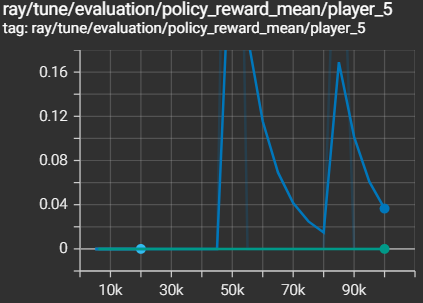 ray/tune/evaluation/policy_reward_mean/player_5
tag: ray/tune/evaluation/policy_reward_mean/player_5
0.16
0.12
0.08
0.04
0
10k 30k 50k 70k 90k